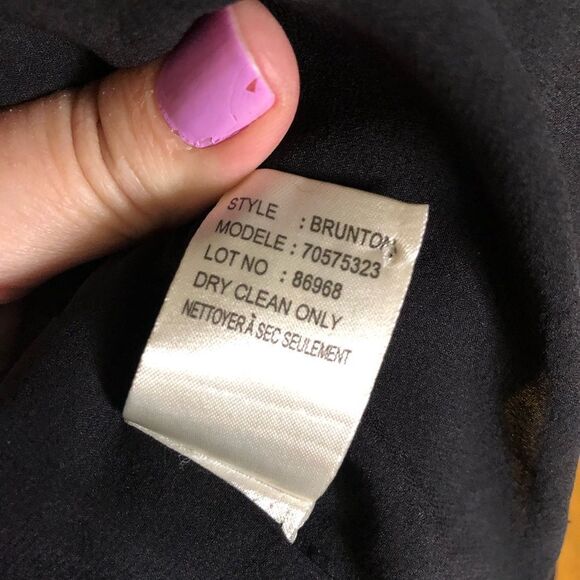 STYLE : BRUNTON
MODELE : 70575323
LOT NO : 86968
DRY CLEAN ONLY
NETTOYER À SEC SEULEMENT